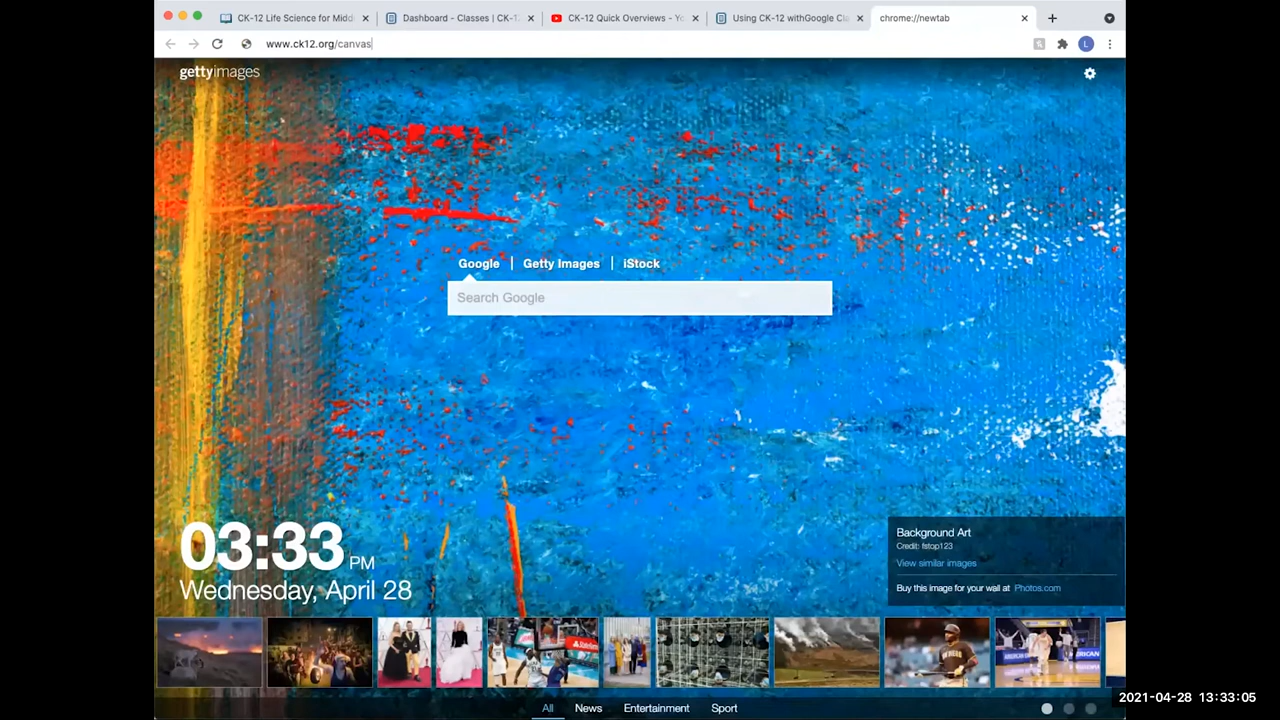 CK-12 Life Science for Midd
Dashboard - Classes | CK-12
CK-12 Quick Overviews - Yo
Using CK-12 withGoogle Cla
chrome://newtab
www.ck12.org/canvas
L
gettyimages
Google | Getty Images | iStock
Search Google
03:33 PM
Wednesday, April 28
Background Art
Credit: fstop123
View similar images
Buy this image for your wall at Photos.com
All News Entertainment Sport
2021-04-28 13:33:05